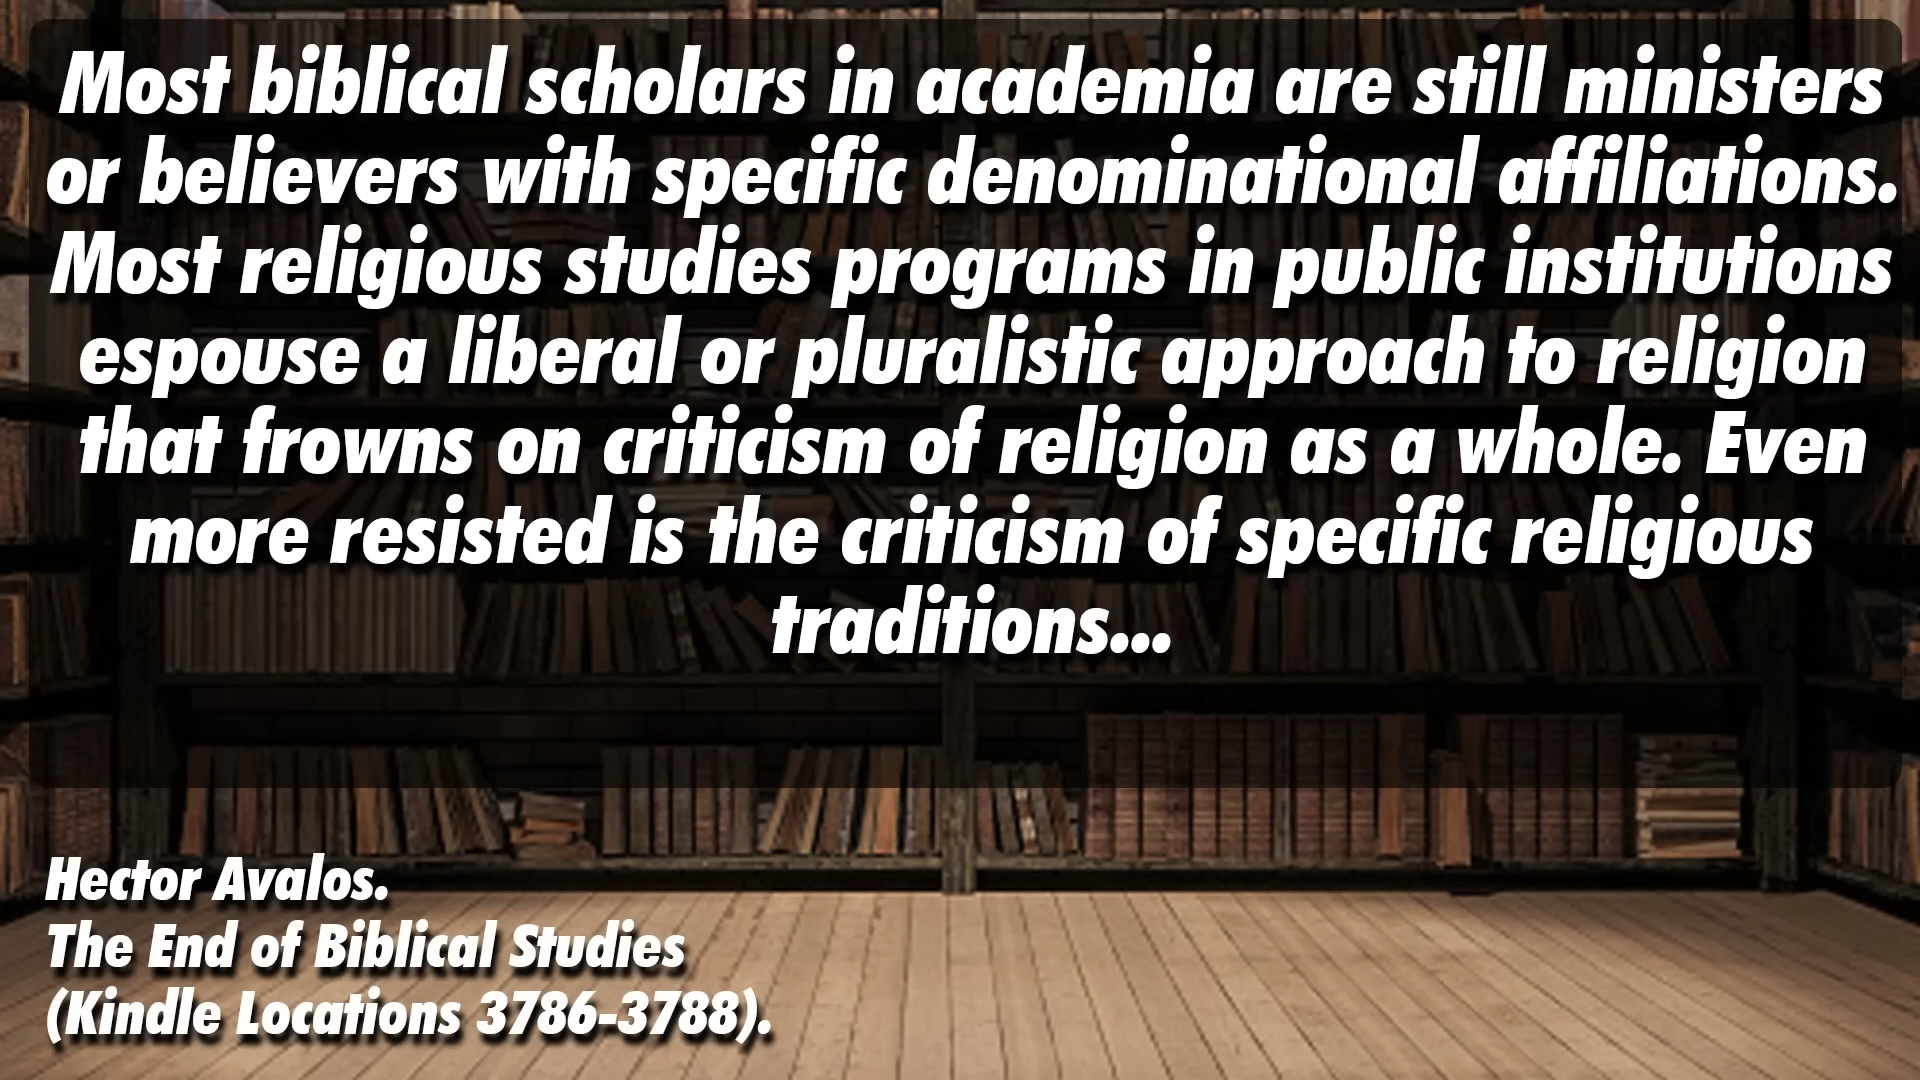 Most biblical scholars in academia are still ministers
or believers with specific denominational affiliations.
Most religious studies programs in public institutions
espouse a liberal or pluralistic approach to religion
that frowns on criticism of religion as a whole. Even
more resisted is the criticism of specific religious
traditions...
Hector Avalos.
The End of Biblical Studies
(Kindle Locations 3786-3788).